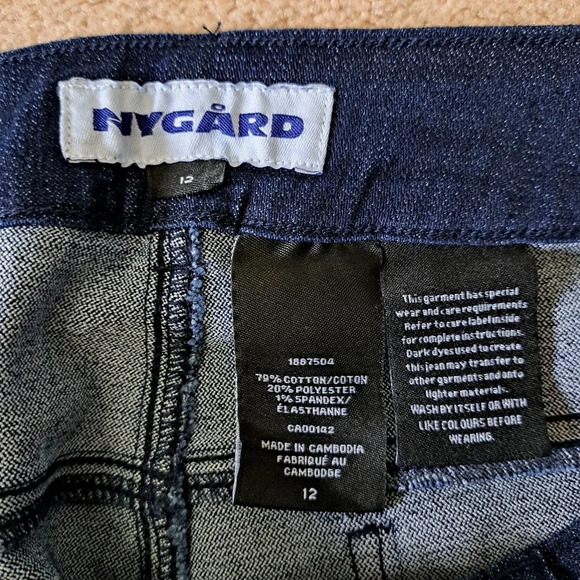 NYGÅRD
12
1887504
79% COTTON/COTON
20% POLYESTER
1% SPANDEX/
ÉLASTHANNE
CA00142
MADE IN CAMBODIA
FABRIQUÉ AU
CAMBODGE
12
This garment has special
wear and care requirements
Refer to care label inside
for complete instructions.
Dark dyes used to create
this jean may transfer to
other garments and onto
lighter materials.
WASH BY ITSELF OR WITH
LIKE COLOURS BEFORE
WEARING.